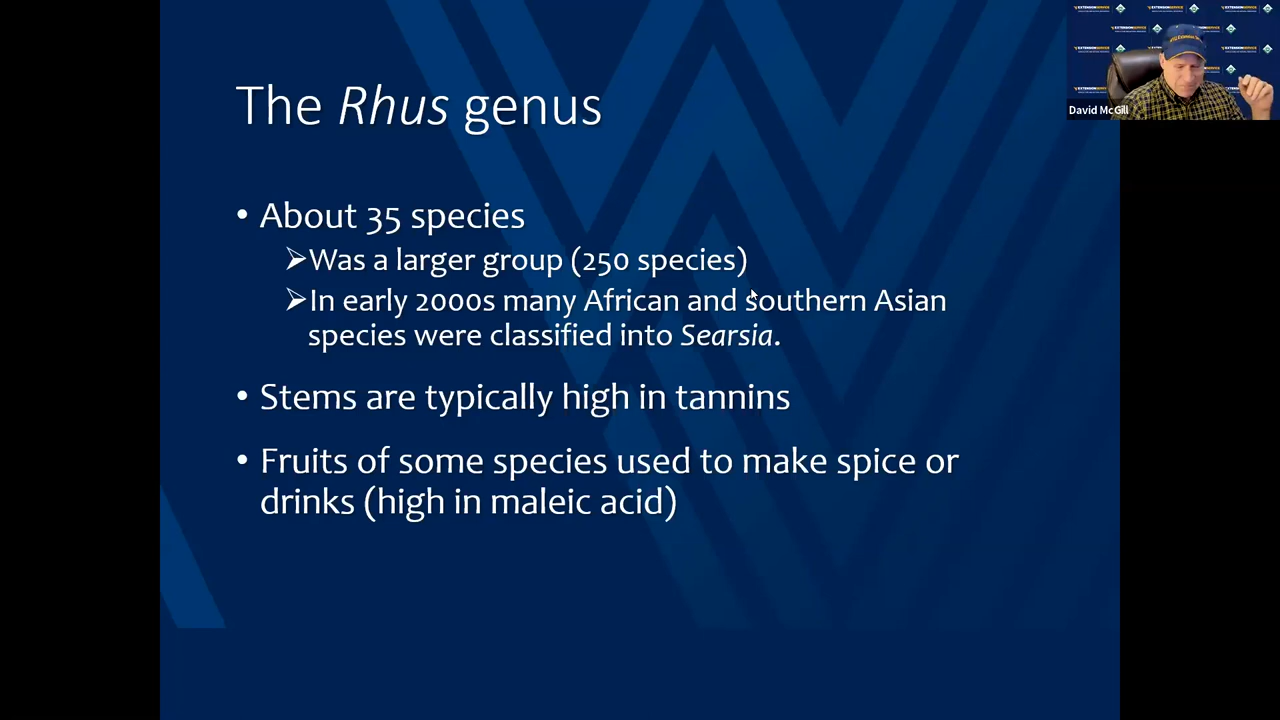 The Rhus genus
• About 35 species
➢Was a larger group (250 species)
➢In early 2000s many African and southern Asian
species were classified into Searsia.
• Stems are typically high in tannins
• Fruits of some species used to make spice or
drinks (high in maleic acid)
EXTENSIONSERVICE
David McGill